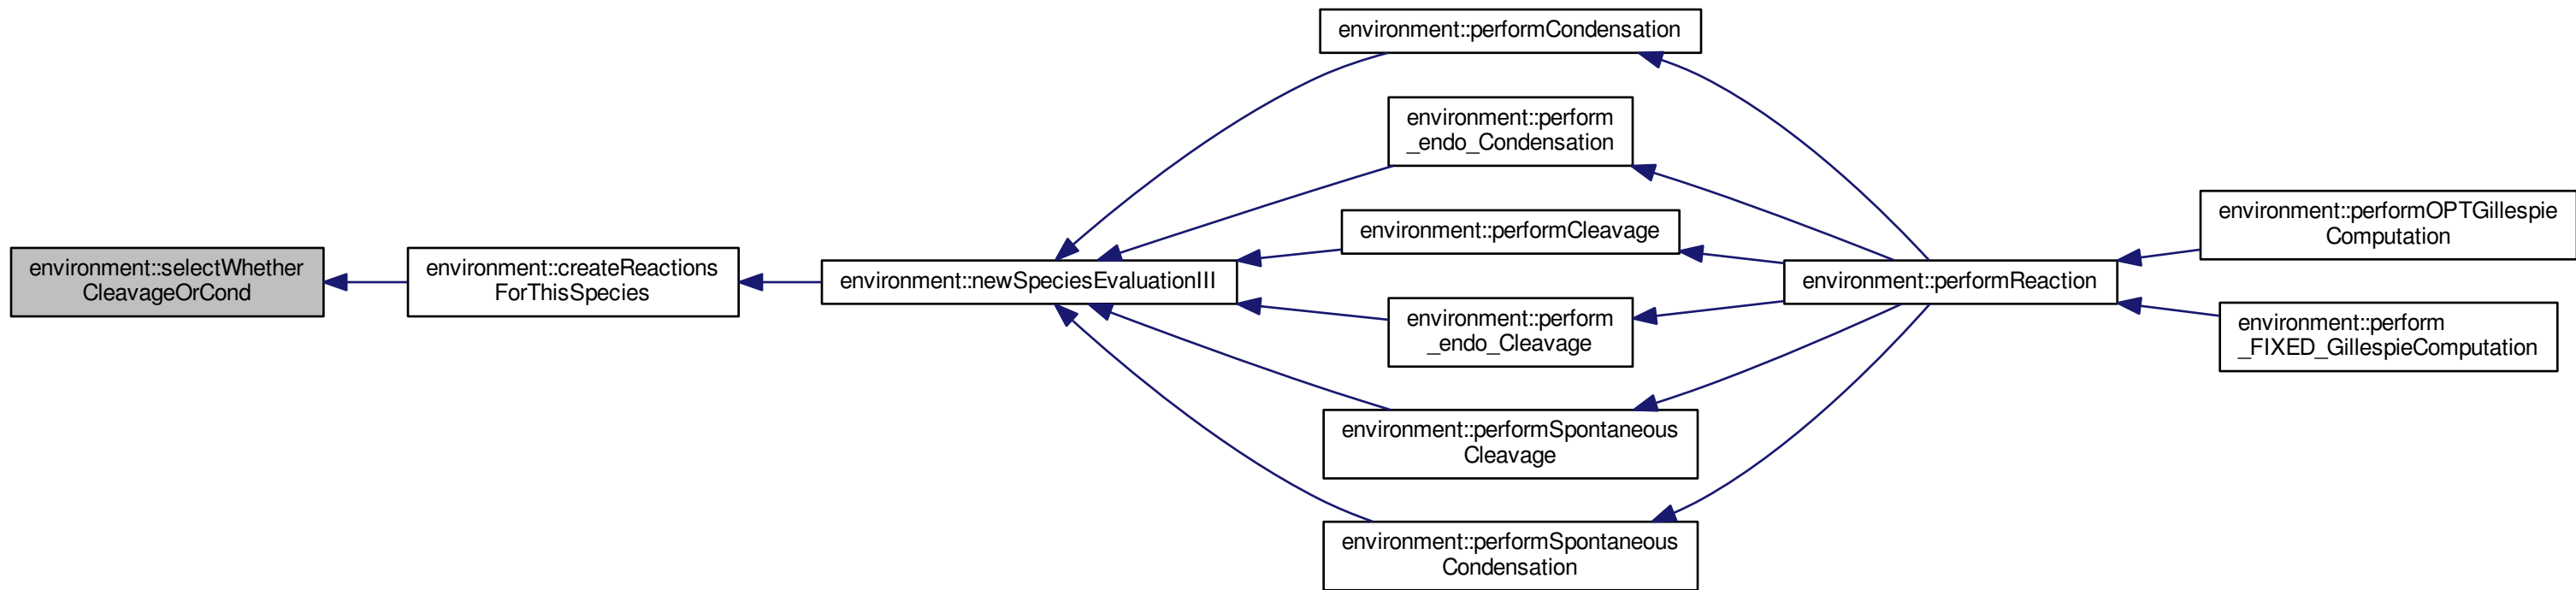 environment::selectWhether
CleavageOrCond
environment::createReactions
ForThisSpecies
environment::newSpeciesEvaluationIII
environment::performCondensation
environment::perform
_endo_Condensation
environment::performCleavage
environment::perform
_endo_Cleavage
environment::performSpontaneous
Cleavage
environment::performSpontaneous
Condensation
environment::performReaction
environment::performOPTGillespie
Computation
environment::perform
_FIXED_GillespieComputation